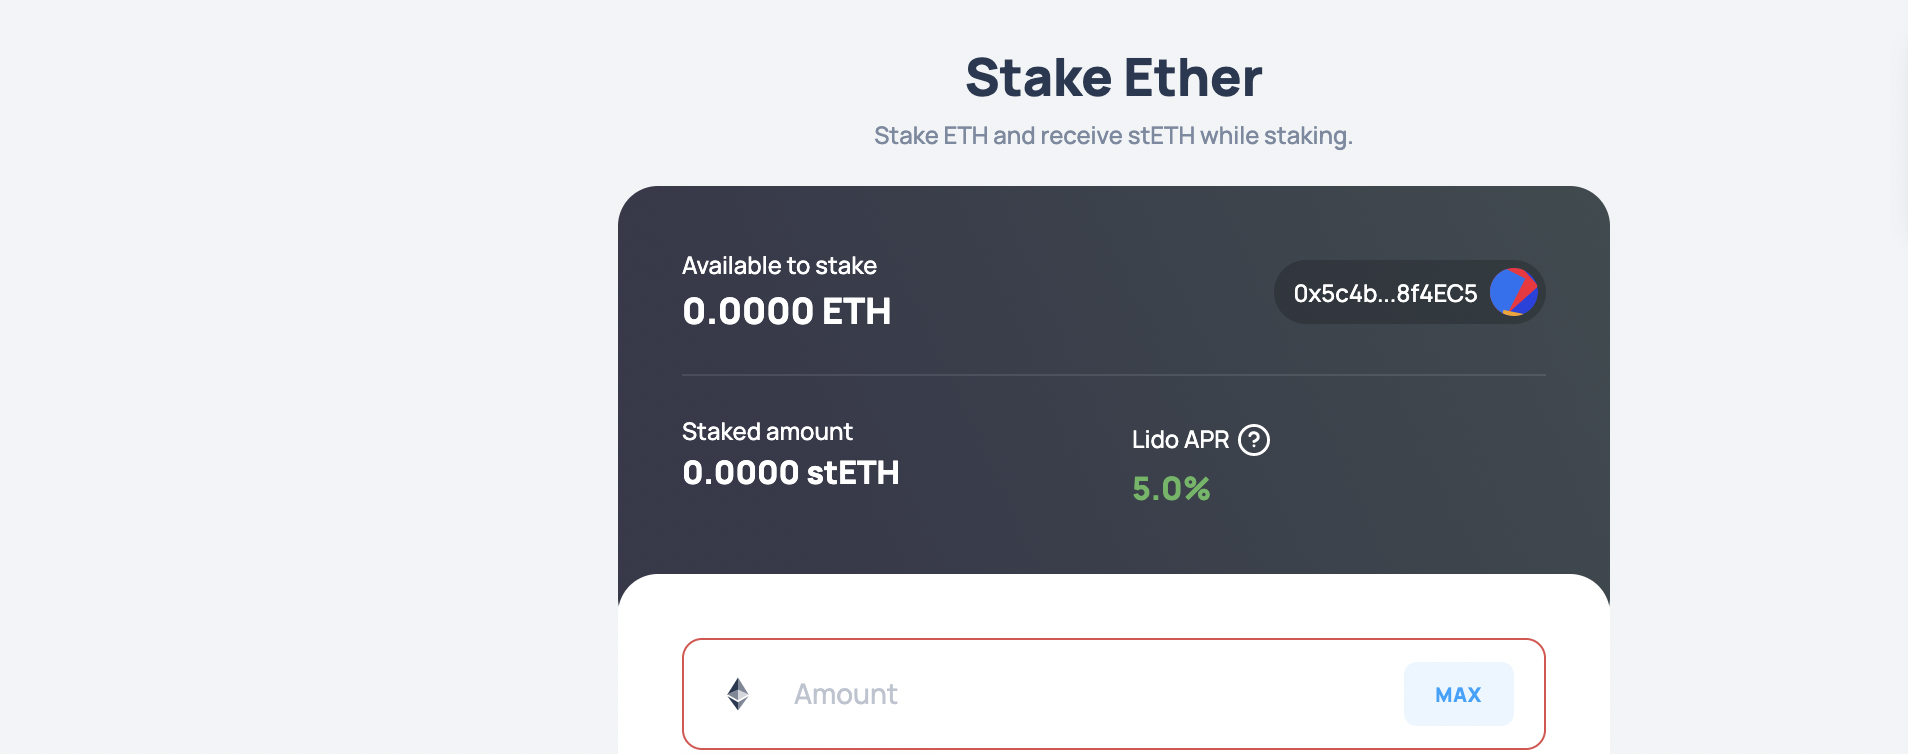 Stake Ether
Stake ETH and receive stETH while staking.
Available to stake
0.0000 ETH
0x5c4b...8f4EC5
Staked amount
0.0000 stETH
Lido APR ?
5.0%
Amount
MAX